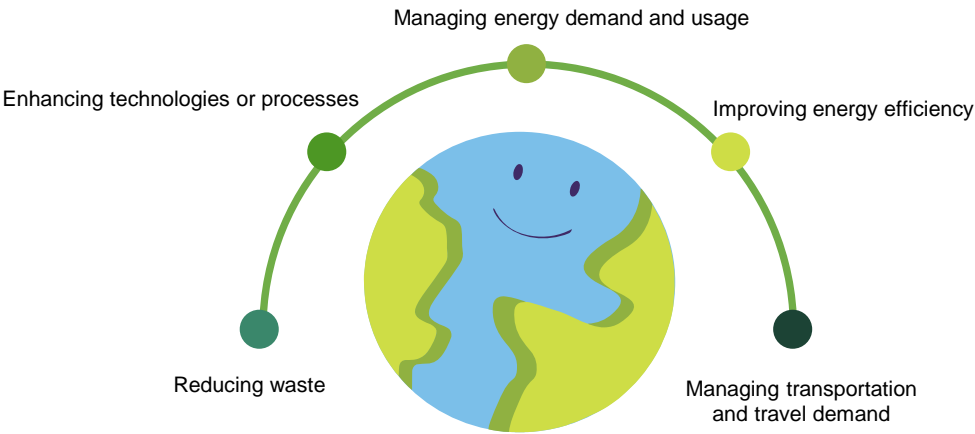 Managing energy demand and usage
Enhancing technologies or processes
Improving energy efficiency
Reducing waste
Managing transportation
and travel demand